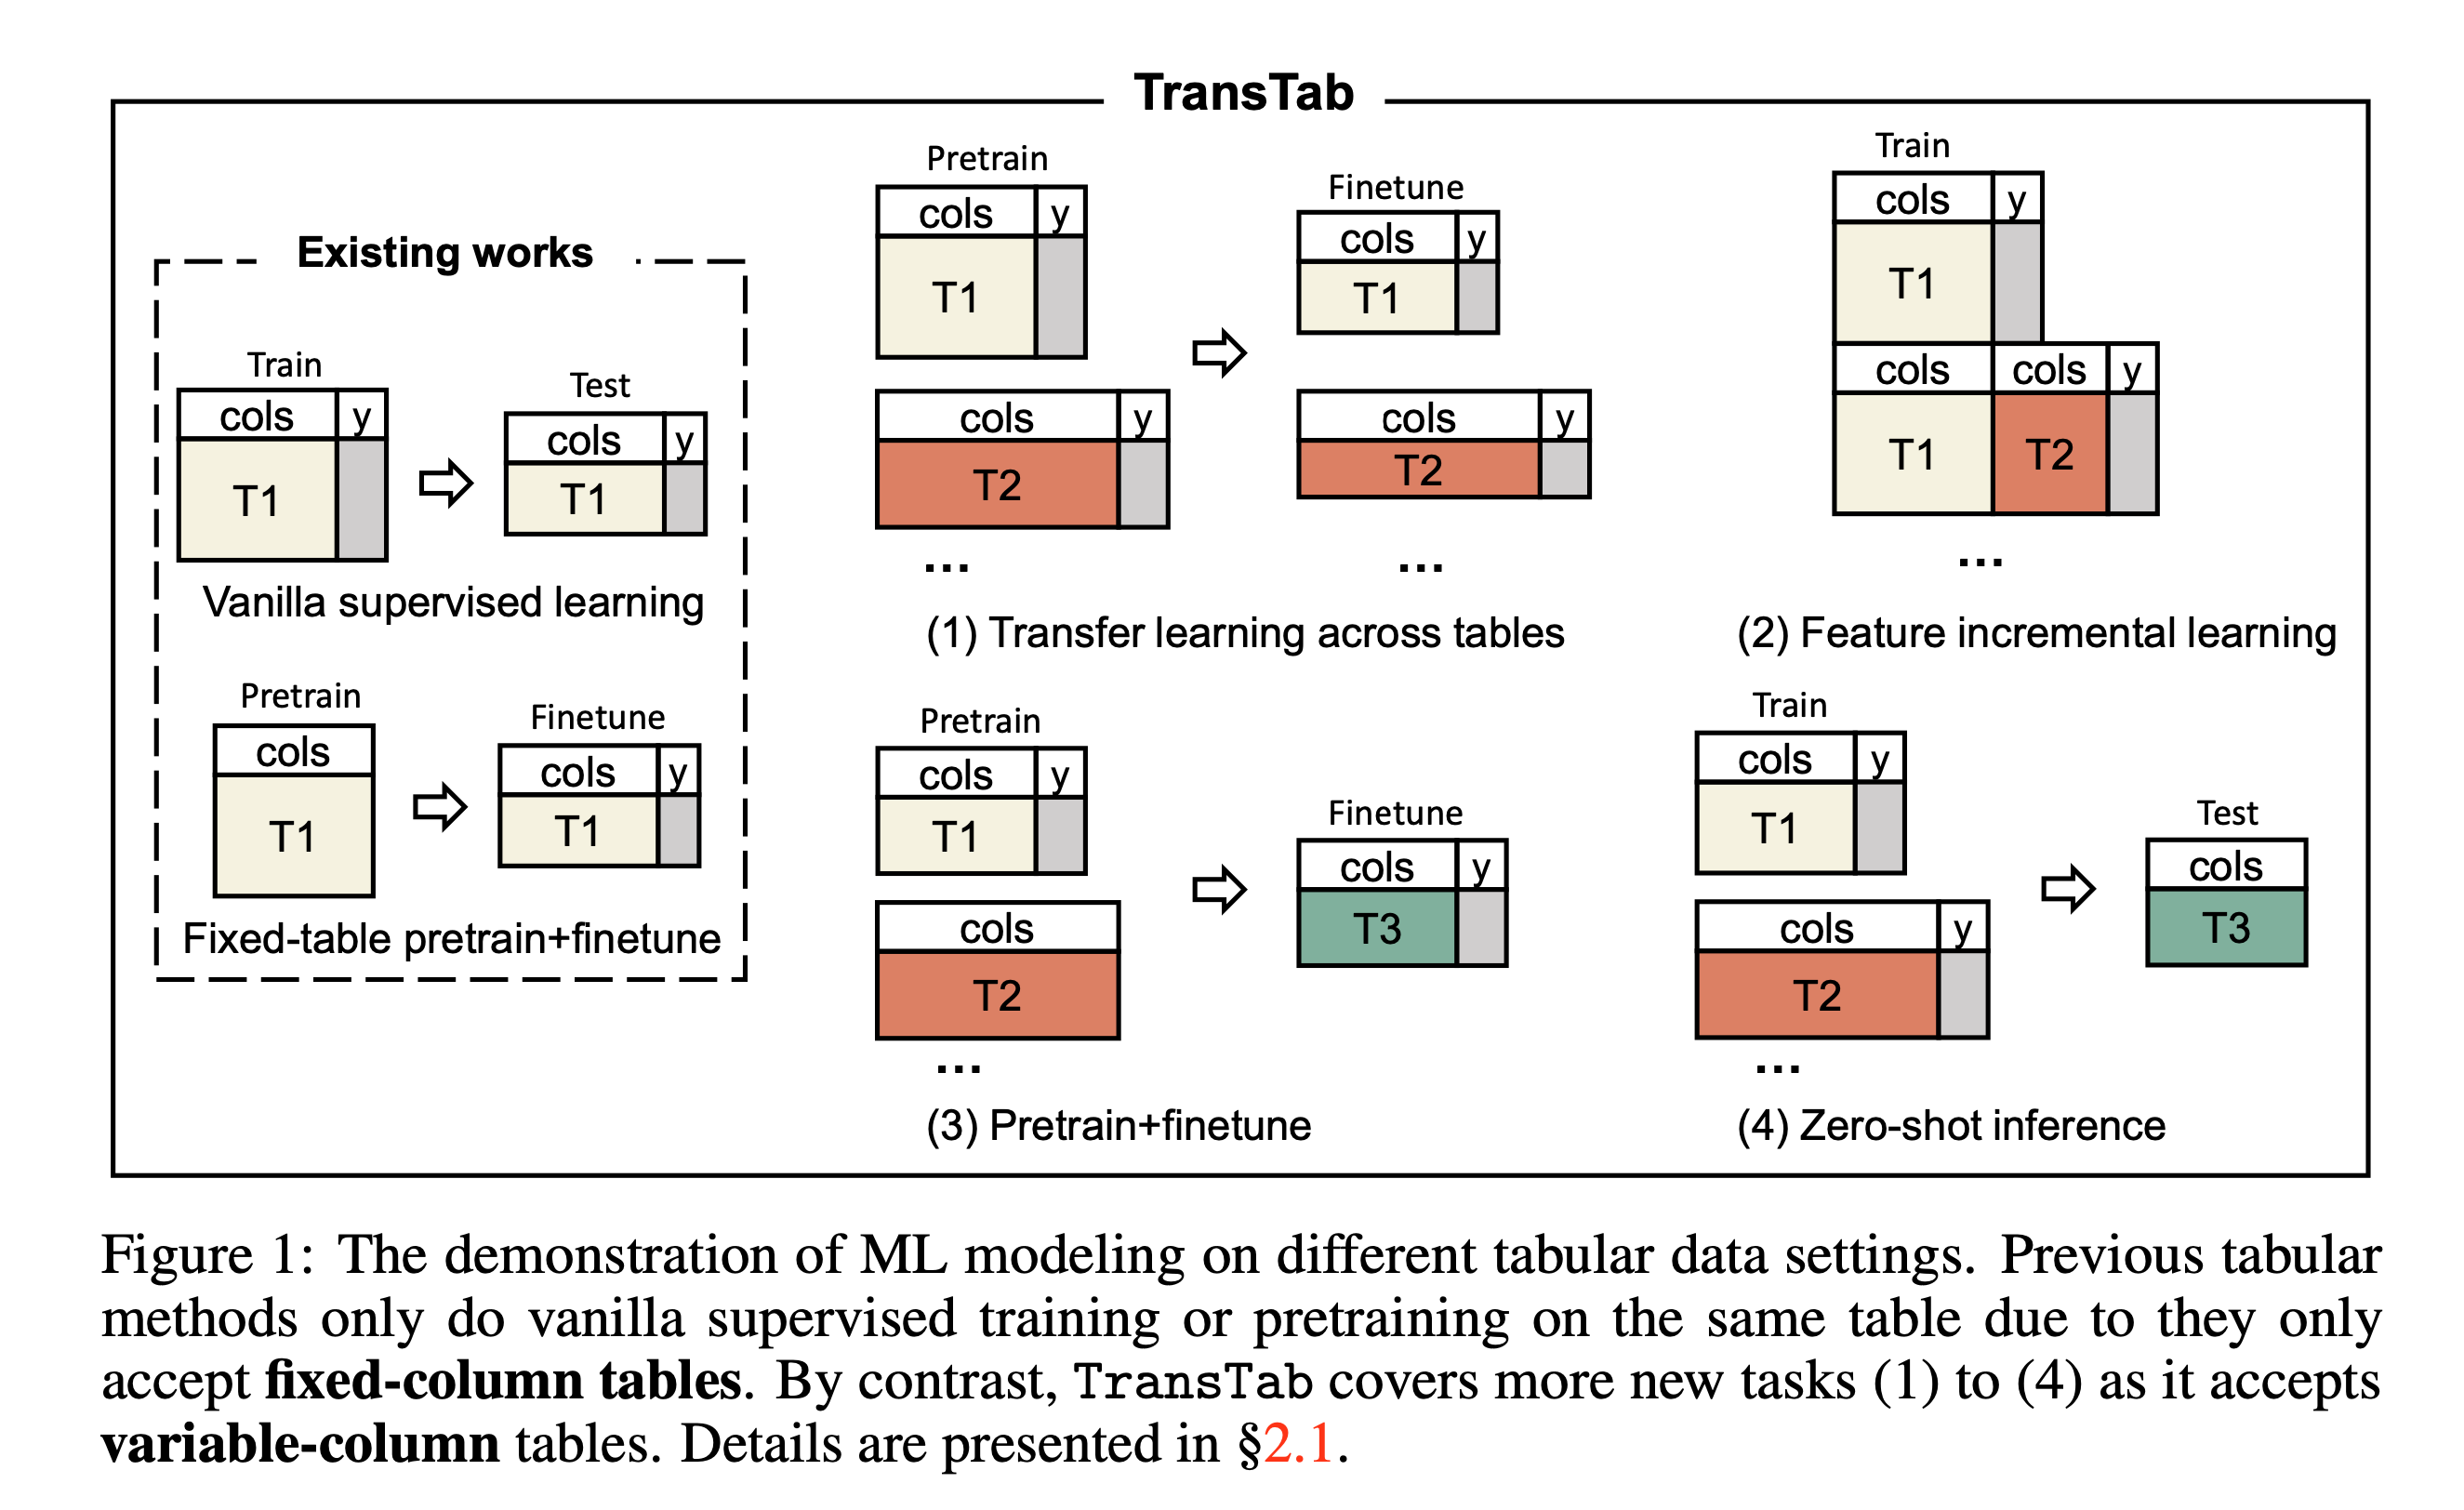 TransTab
Existing works
Train
cols y
T1
Test
cols y
T1
Vanilla supervised learning
Pretrain
cols
T1
Finetune
cols y
T1
Fixed-table pretrain+finetune
Pretrain
cols y
T1
cols y
T2
...
Finetune
cols y
T1
cols y
T2
...
(1) Transfer learning across tables
Train
cols y
T1
cols cols y
T1 T2
...
(2) Feature incremental learning
Pretrain
cols y
T1
cols
T2
...
Finetune
cols y
T3
(3) Pretrain+finetune
Train
cols y
T1
cols y
T2
...
Test
cols
T3
(4) Zero-shot inference
Figure 1: The demonstration of ML modeling on different tabular data settings. Previous tabular
methods only do vanilla supervised training or pretraining on the same table due to they only
accept fixed-column tables. By contrast, TransTab covers more new tasks (1) to (4) as it accepts
variable-column tables. Details are presented in §2.1.